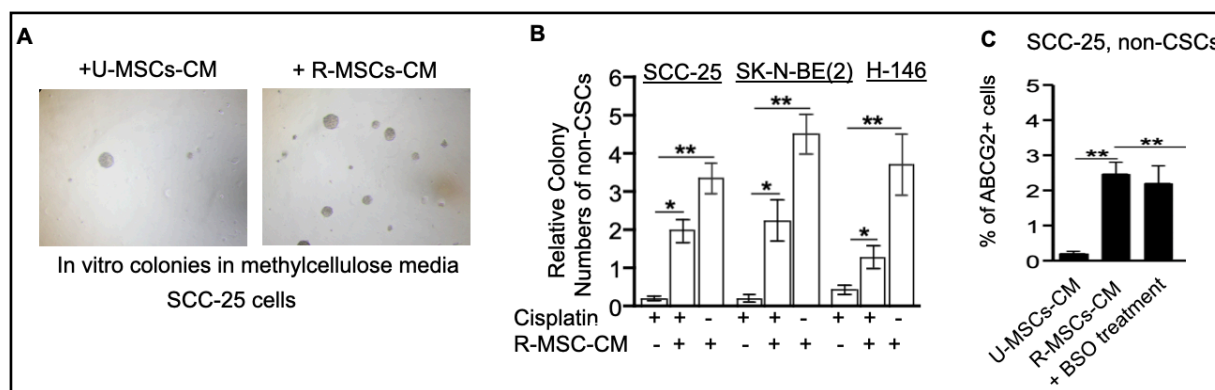 A
+U-MSCs-CM
+ R-MSCs-CM
In vitro colonies in methylcellulose media
SCC-25 cells
B
SCC-25 SK-N-BE(2) H-146
Relative Colony
Numbers of non-CSCs
6
5
4
3
2
1
0
** ** **
* * *
Cisplatin + + - + + - + + -
R-MSC-CM - + + - + + - + +
C SCC-25, non-CSCs
% of ABCG2+ cells
5
4
3
2
1
0
** **
U-MSCs-CM
R-MSCs-CM
+ BSO treatment